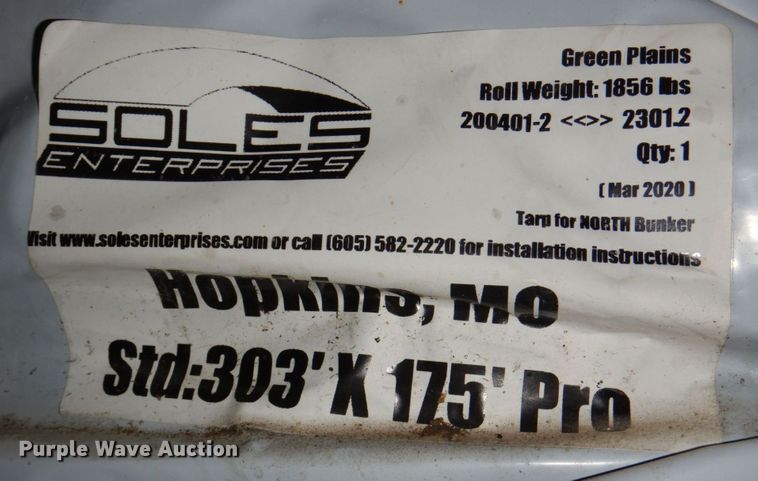 SOLES
ENTERPRISES
Green Plains
Roll Weight: 1856 lbs
200401-2 <<>> 2301.2
Qty: 1
( Mar 2020 )
Tarp for NORTH Bunker
Visit www.solesenterprises.com or call (605) 582-2220 for installation instructions
Hopkins, MO
Std:303' X 175' Pro
Purple Wave Auction